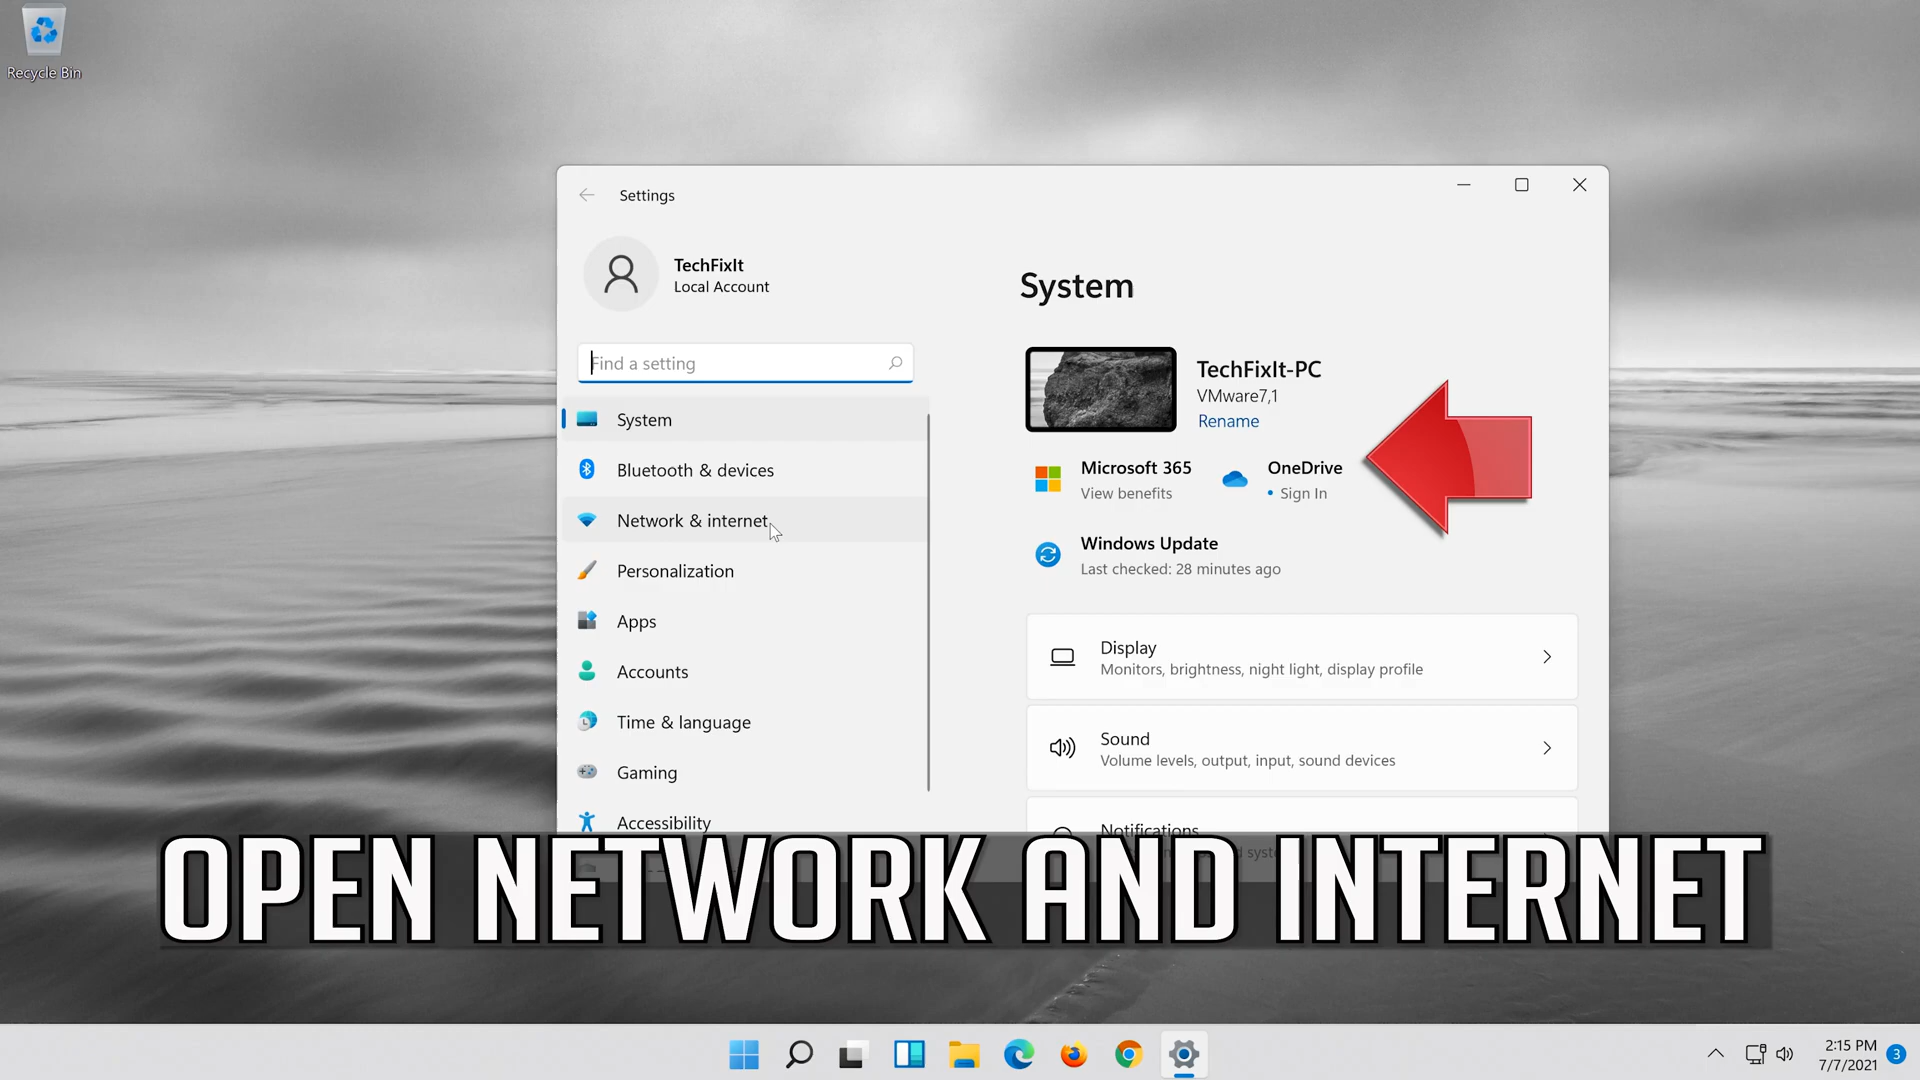 Recycle Bin
Settings
TechFixIt
Local Account
Find a setting
System
Bluetooth & devices
Network & internet
Personalization
Apps
Accounts
Time & language
Gaming
Accessibility
System
TechFixIt-PC
VMware7,1
Rename
Microsoft 365
View benefits
OneDrive
• Sign In
Windows Update
Last checked: 28 minutes ago
Display
Monitors, brightness, night light, display profile
Sound
Volume levels, output, input, sound devices
Notifications
OPEN NETWORK AND INTERNET
2:15 PM
7/7/2021
3